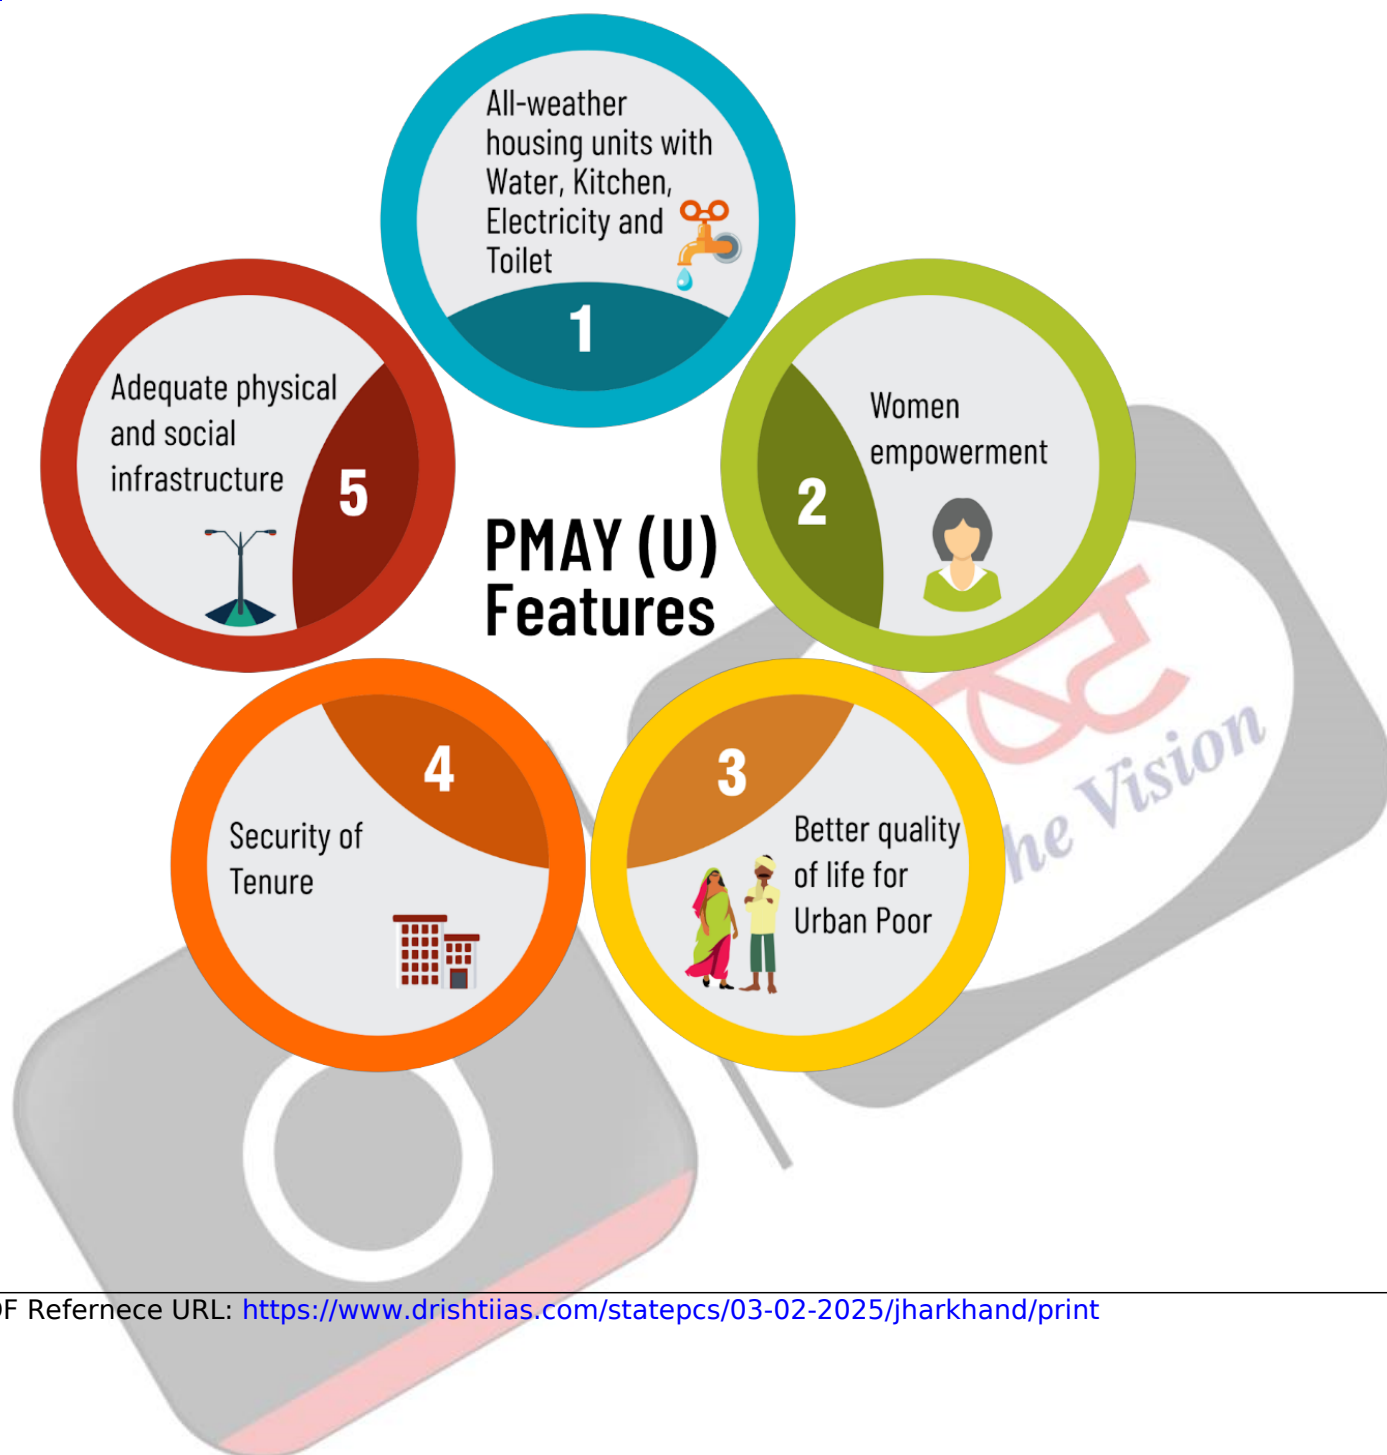 All-weather
housing units with
Water, Kitchen,
Electricity and
Toilet
1
Women
empowerment
2
3
Better quality
of life for
Urban Poor
4
Security of
Tenure
Adequate physical
and social
infrastructure
5
PMAY (U)
Features
he Vision
F Refernece URL: https://www.drishtiias.com/statepcs/03-02-2025/jharkhand/print